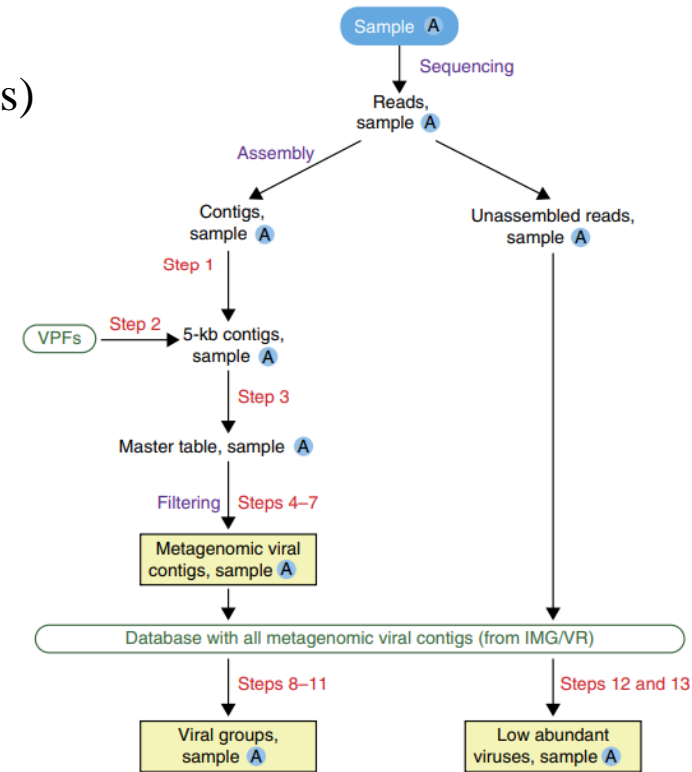 Sample A
s)
Sequencing
Reads,
sample A
Assembly
Contigs,
sample A
Unassembled reads,
sample A
Step 1
VPFs
Step 2
5-kb contigs,
sample A
Step 3
Master table, sample A
Filtering
Steps 4–7
Metagenomic viral
contigs, sample A
Database with all metagenomic viral contigs (from IMG/VR)
Steps 8–11
Steps 12 and 13
Viral groups,
sample A
Low abundant
viruses, sample A